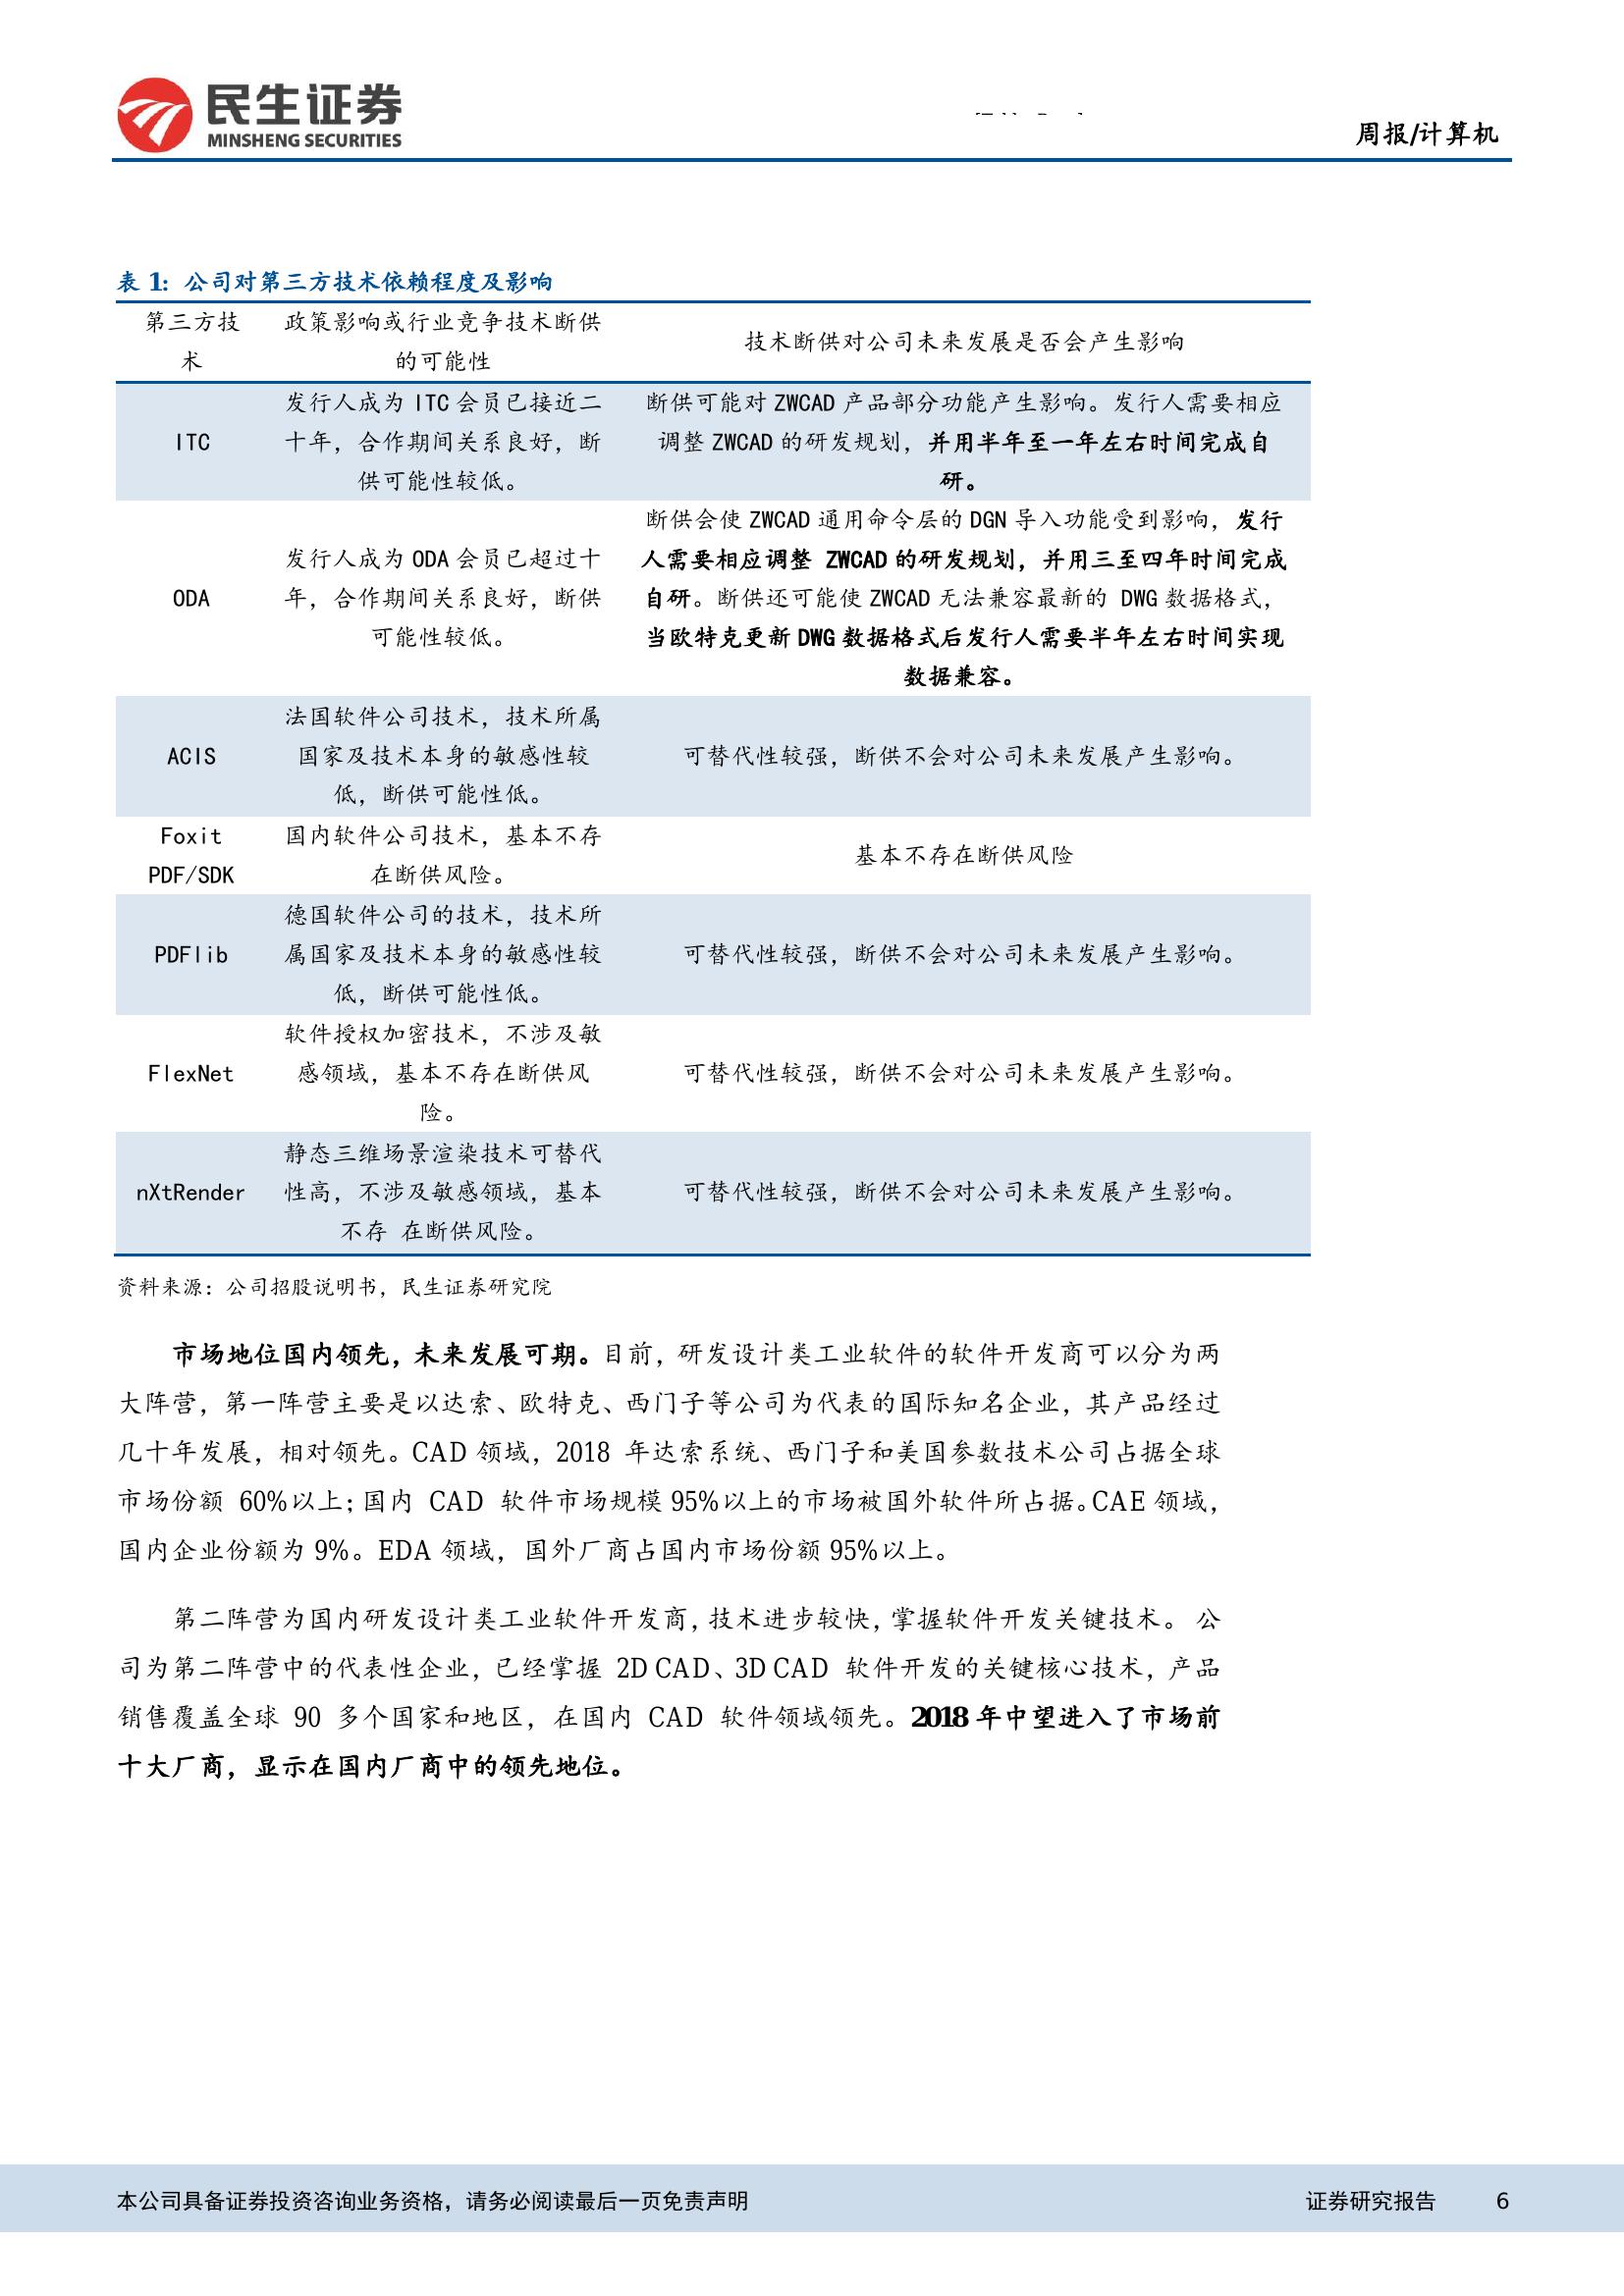 民生证券
MINSHENG SECURITIES
周报/计算机
表 1: 公司对第三方技术依赖程度及影响
第三方技
术
政策影响或行业竞争技术断供
的可能性
技术断供对公司未来发展是否会产生影响
ITC
发行人成为 ITC 会员已接近二
十年，合作期间关系良好，断
供可能性较低。
断供可能对 ZWCAD 产品部分功能产生影响。发行人需要相应
调整 ZWCAD 的研发规划，并用半年至一年左右时间完成自
研。
ODA
发行人成为 ODA 会员已超过十
年，合作期间关系良好，断供
可能性较低。
断供会使 ZWCAD 通用命令层的 DGN 导入功能受到影响，发行
人需要相应调整 ZWCAD 的研发规划，并用三至四年时间完成
自研。断供还可能使 ZWCAD 无法兼容最新的 DWG 数据格式，
当欧特克更新 DWG 数据格式后发行人需要半年左右时间实现
数据兼容。
ACIS
法国软件公司技术，技术所属
国家及技术本身的敏感性较
低，断供可能性低。
可替代性较强，断供不会对公司未来发展产生影响。
Foxit
PDF/SDK
国内软件公司技术，基本不存
在断供风险。
基本不存在断供风险
PDFlib
德国软件公司的技术，技术所
属国家及技术本身的敏感性较
低，断供可能性低。
可替代性较强，断供不会对公司未来发展产生影响。
FlexNet
软件授权加密技术，不涉及敏
感领域，基本不存在断供风
险。
可替代性较强，断供不会对公司未来发展产生影响。
nXtRender
静态三维场景渲染技术可替代
性高，不涉及敏感领域，基本
不存 在断供风险。
可替代性较强，断供不会对公司未来发展产生影响。
资料来源：公司招股说明书，民生证券研究院
市场地位国内领先，未来发展可期。目前，研发设计类工业软件的软件开发商可以分为两
大阵营，第一阵营主要是以达索、欧特克、西门子等公司为代表的国际知名企业，其产品经过
几十年发展，相对领先。CAD 领域，2018 年达索系统、西门子和美国参数技术公司占据全球
市场份额 60%以上；国内 CAD 软件市场规模 95%以上的市场被国外软件所占据。CAE 领域，
国内企业份额为 9%。EDA 领域，国外厂商占国内市场份额 95%以上。
第二阵营为国内研发设计类工业软件开发商，技术进步较快，掌握软件开发关键技术。 公
司为第二阵营中的代表性企业，已经掌握 2D CAD、3D CAD 软件开发的关键核心技术，产品
销售覆盖全球 90 多个国家和地区，在国内 CAD 软件领域领先。2018 年中望进入了市场前
十大厂商，显示在国内厂商中的领先地位。
本公司具备证券投资咨询业务资格，请务必阅读最后一页免责声明
证券研究报告
6